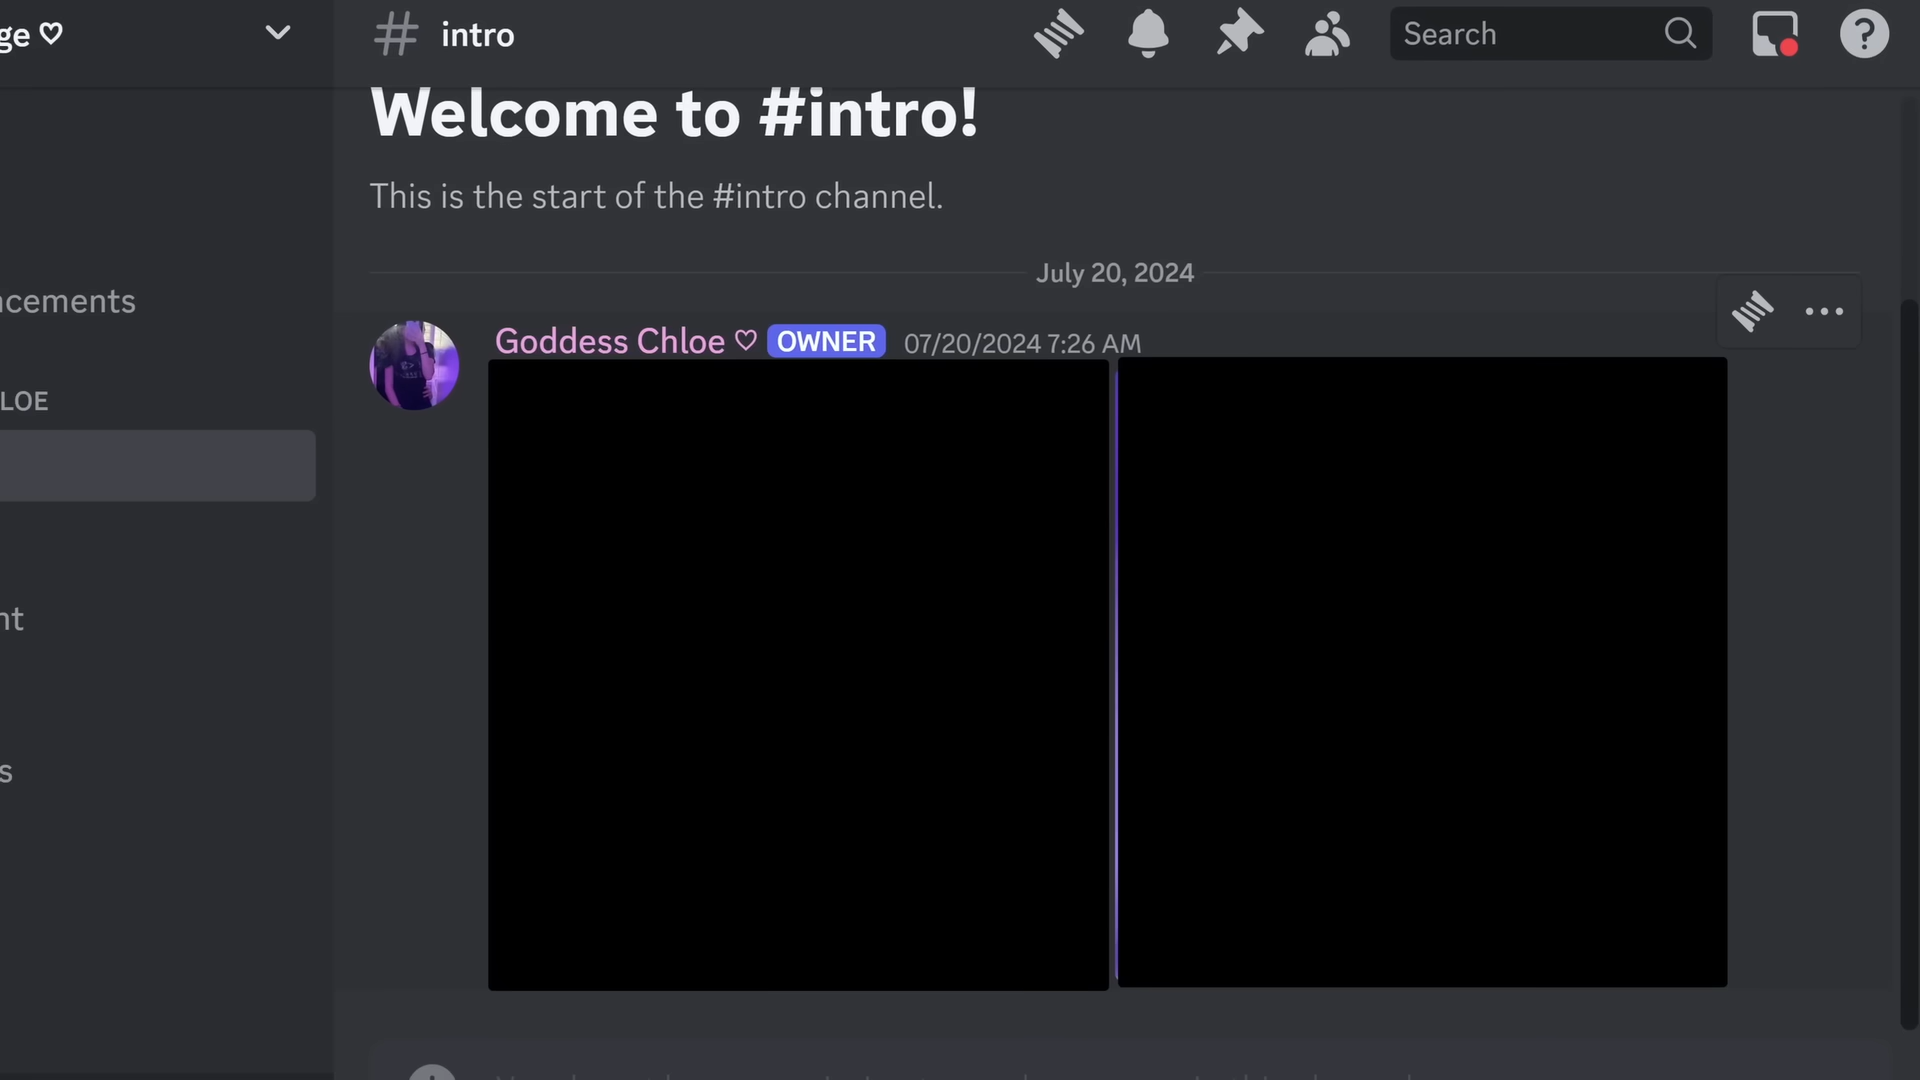 ge ♡
# intro
Search
Welcome to #intro!
This is the start of the #intro channel.
July 20, 2024
ncements
Goddess Chloe ♡ OWNER 07/20/2024 7:26 AM
LOE
nt
s